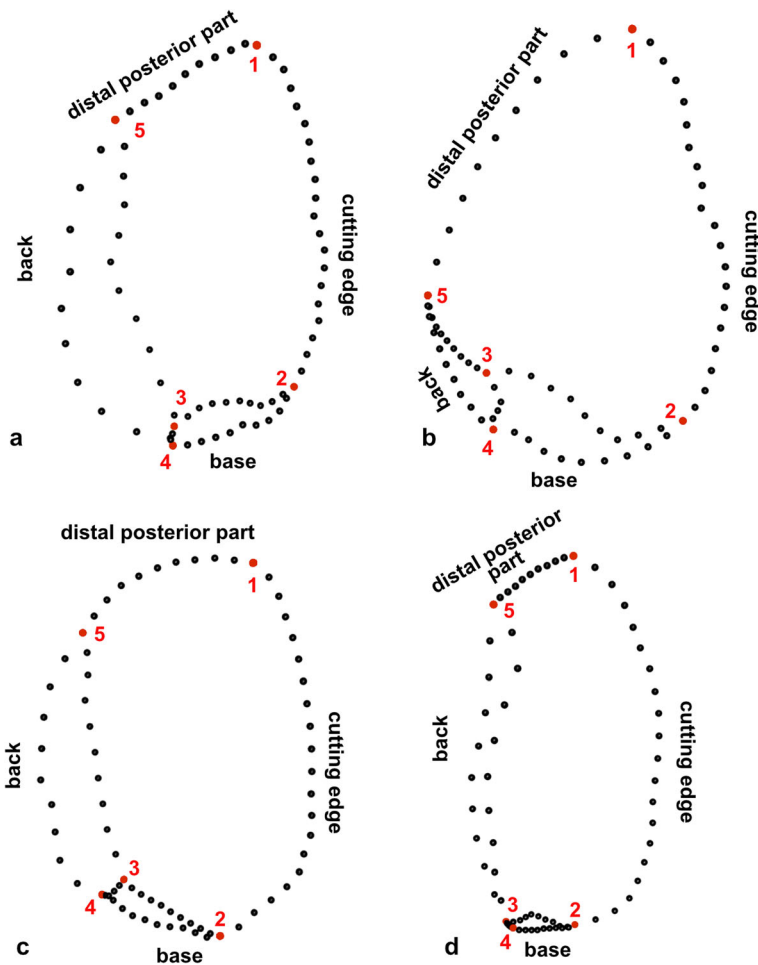 distal posterior part
1
5
back
cutting edge
2
3
4
base
a
distal posterior part
1
cutting edge
5
3
back
2
4
base
b
distal posterior part
1
5
back
cutting edge
3
4
2
base
c
distal posterior
part
1
5
back
cutting edge
3
2
4
base
d